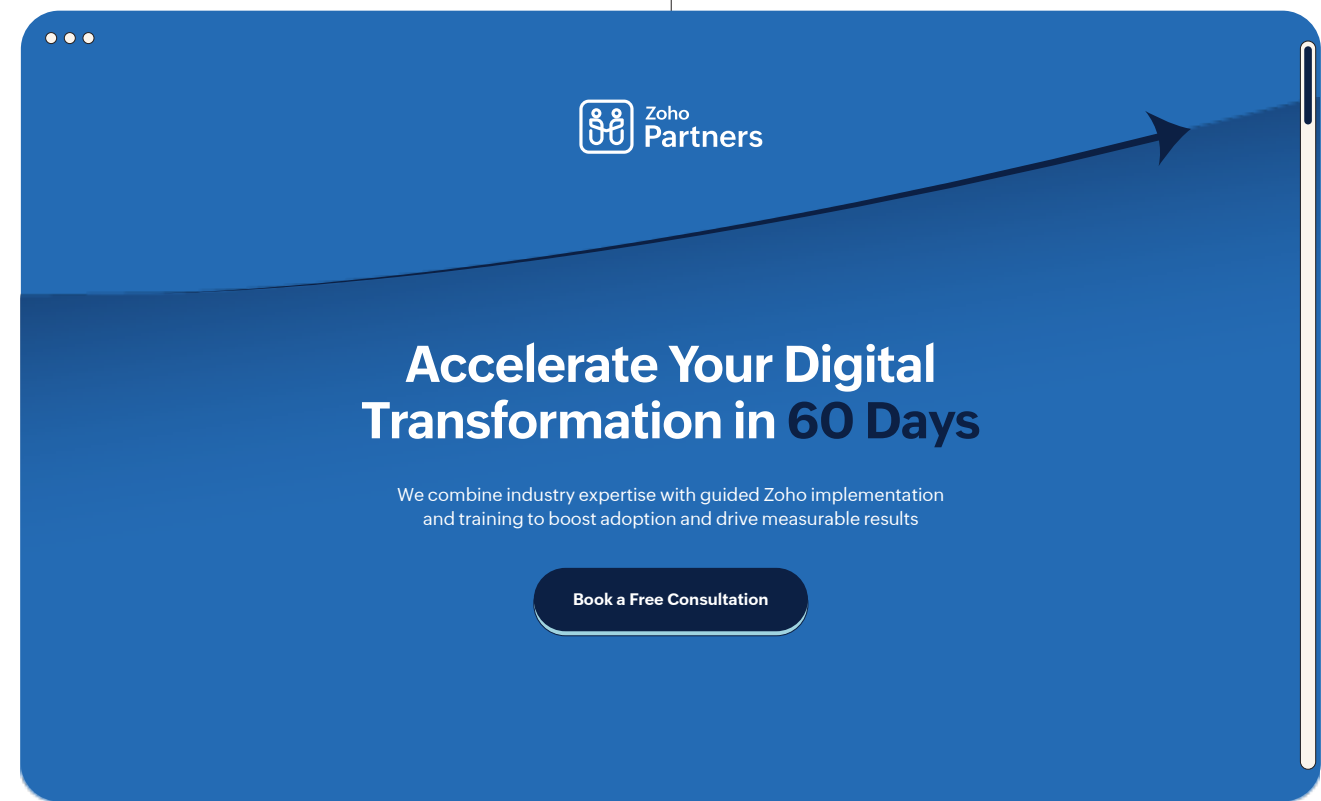 Zoho
Partners
Accelerate Your Digital
Transformation in 60 Days
We combine industry expertise with guided Zoho implementation
and training to boost adoption and drive measurable results
Book a Free Consultation